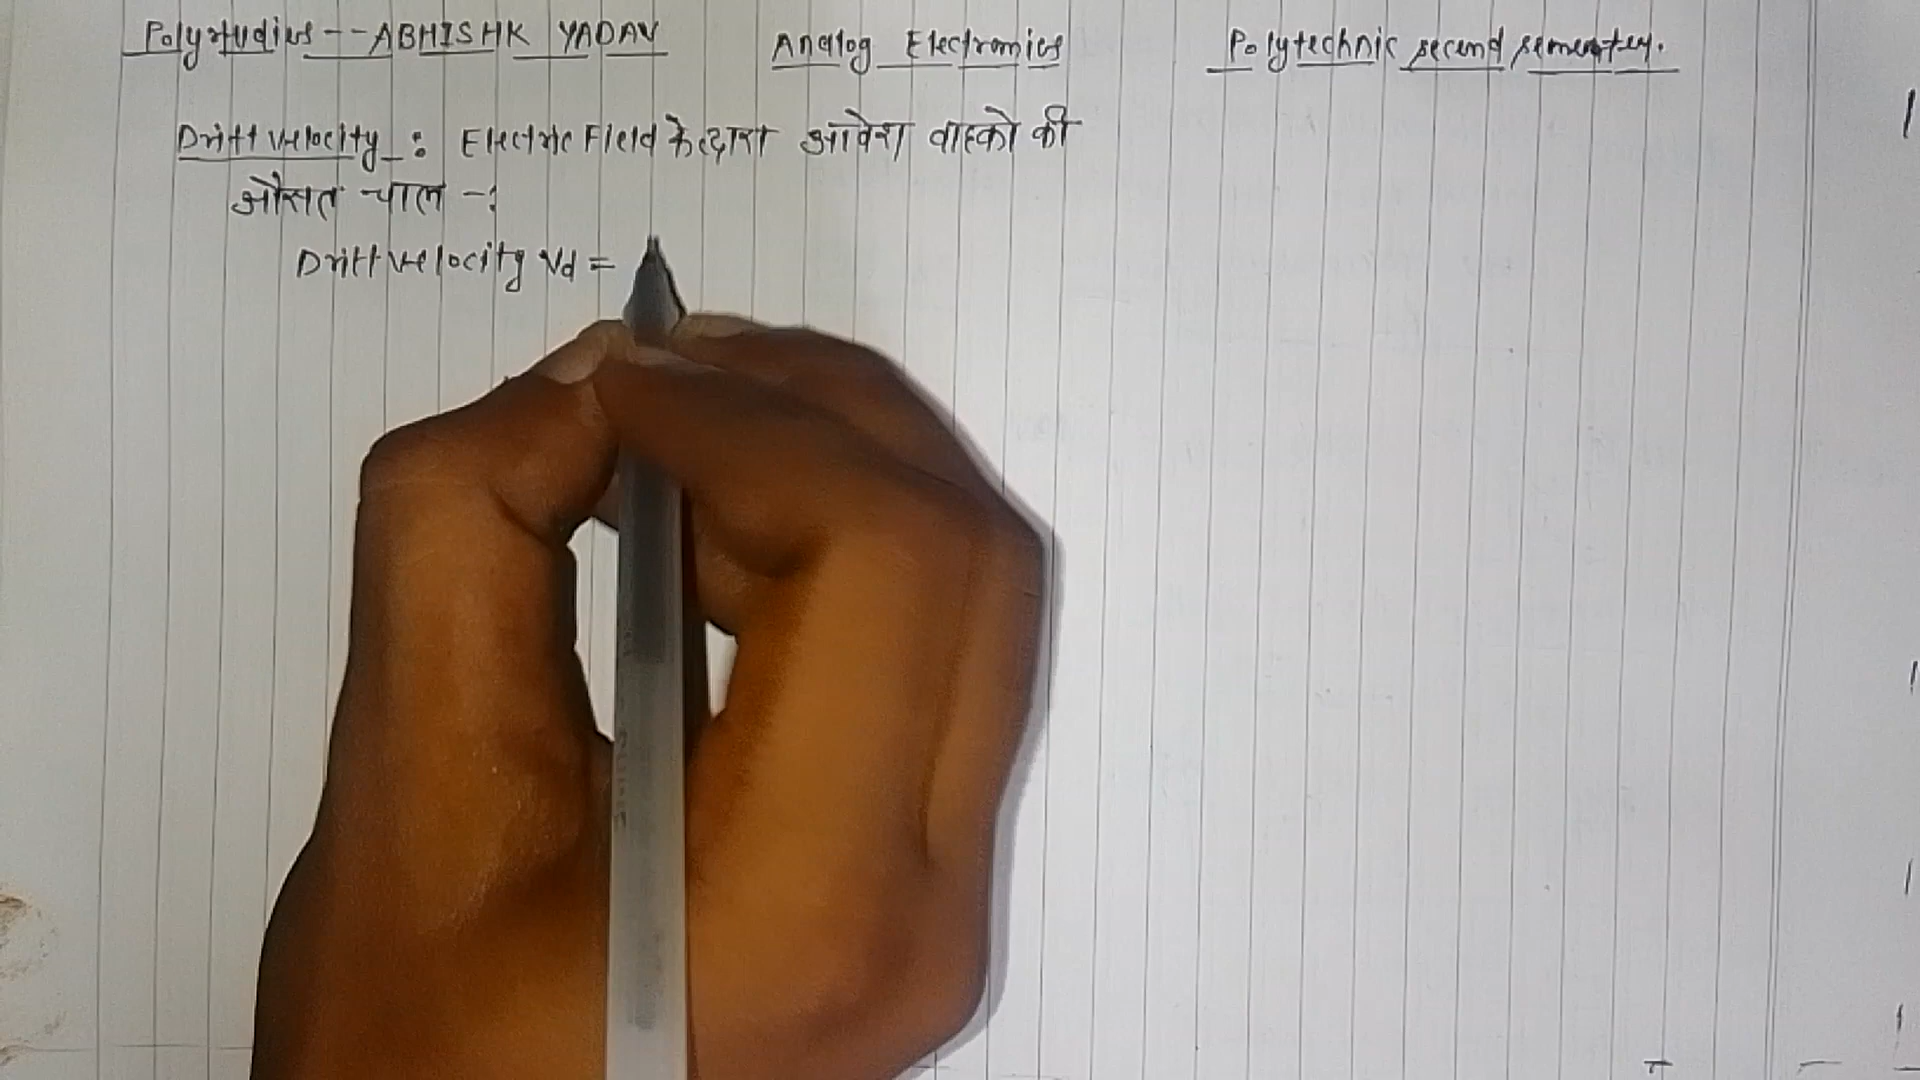 Polystudies -- ABHISHK YADAV Analog Electronics Polytechnic second semester.
Drift velocity : Electric Field के द्वारा आवेश वाहको की
औसत चाल -:
Drift velocity Vd =